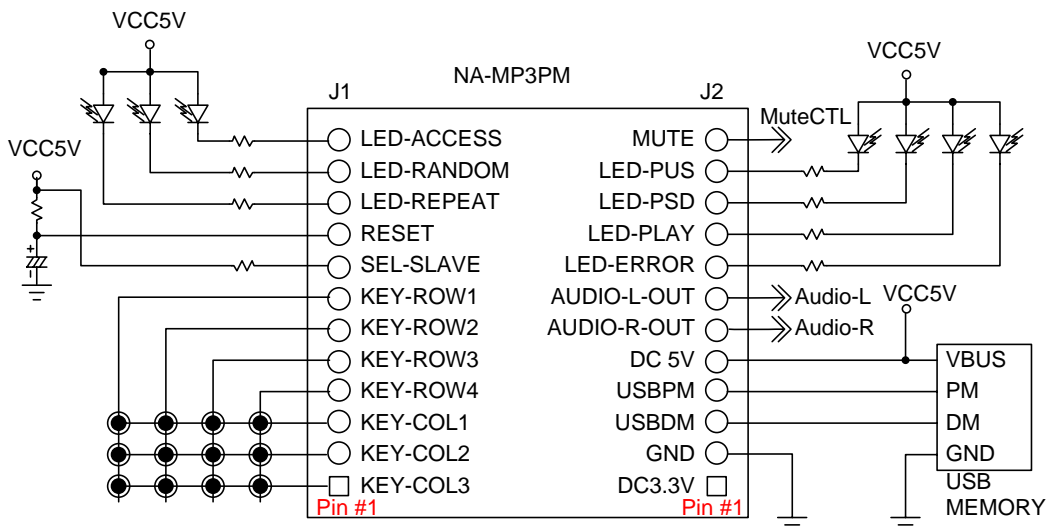 VCC5V
NA-MP3PM
VCC5V
J1
J2
MuteCTL
VCC5V
LED-ACCESS
LED-RANDOM
LED-REPEAT
RESET
SEL-SLAVE
KEY-ROW1
KEY-ROW2
KEY-ROW3
KEY-ROW4
KEY-COL1
KEY-COL2
KEY-COL3
Pin #1
MUTE
LED-PUS
LED-PSD
LED-PLAY
LED-ERROR
AUDIO-L-OUT
AUDIO-R-OUT
DC 5V
USBPM
USBDM
GND
DC3.3V
Pin #1
Audio-L
Audio-R
VCC5V
VBUS
PM
DM
GND
USB
MEMORY
+
-